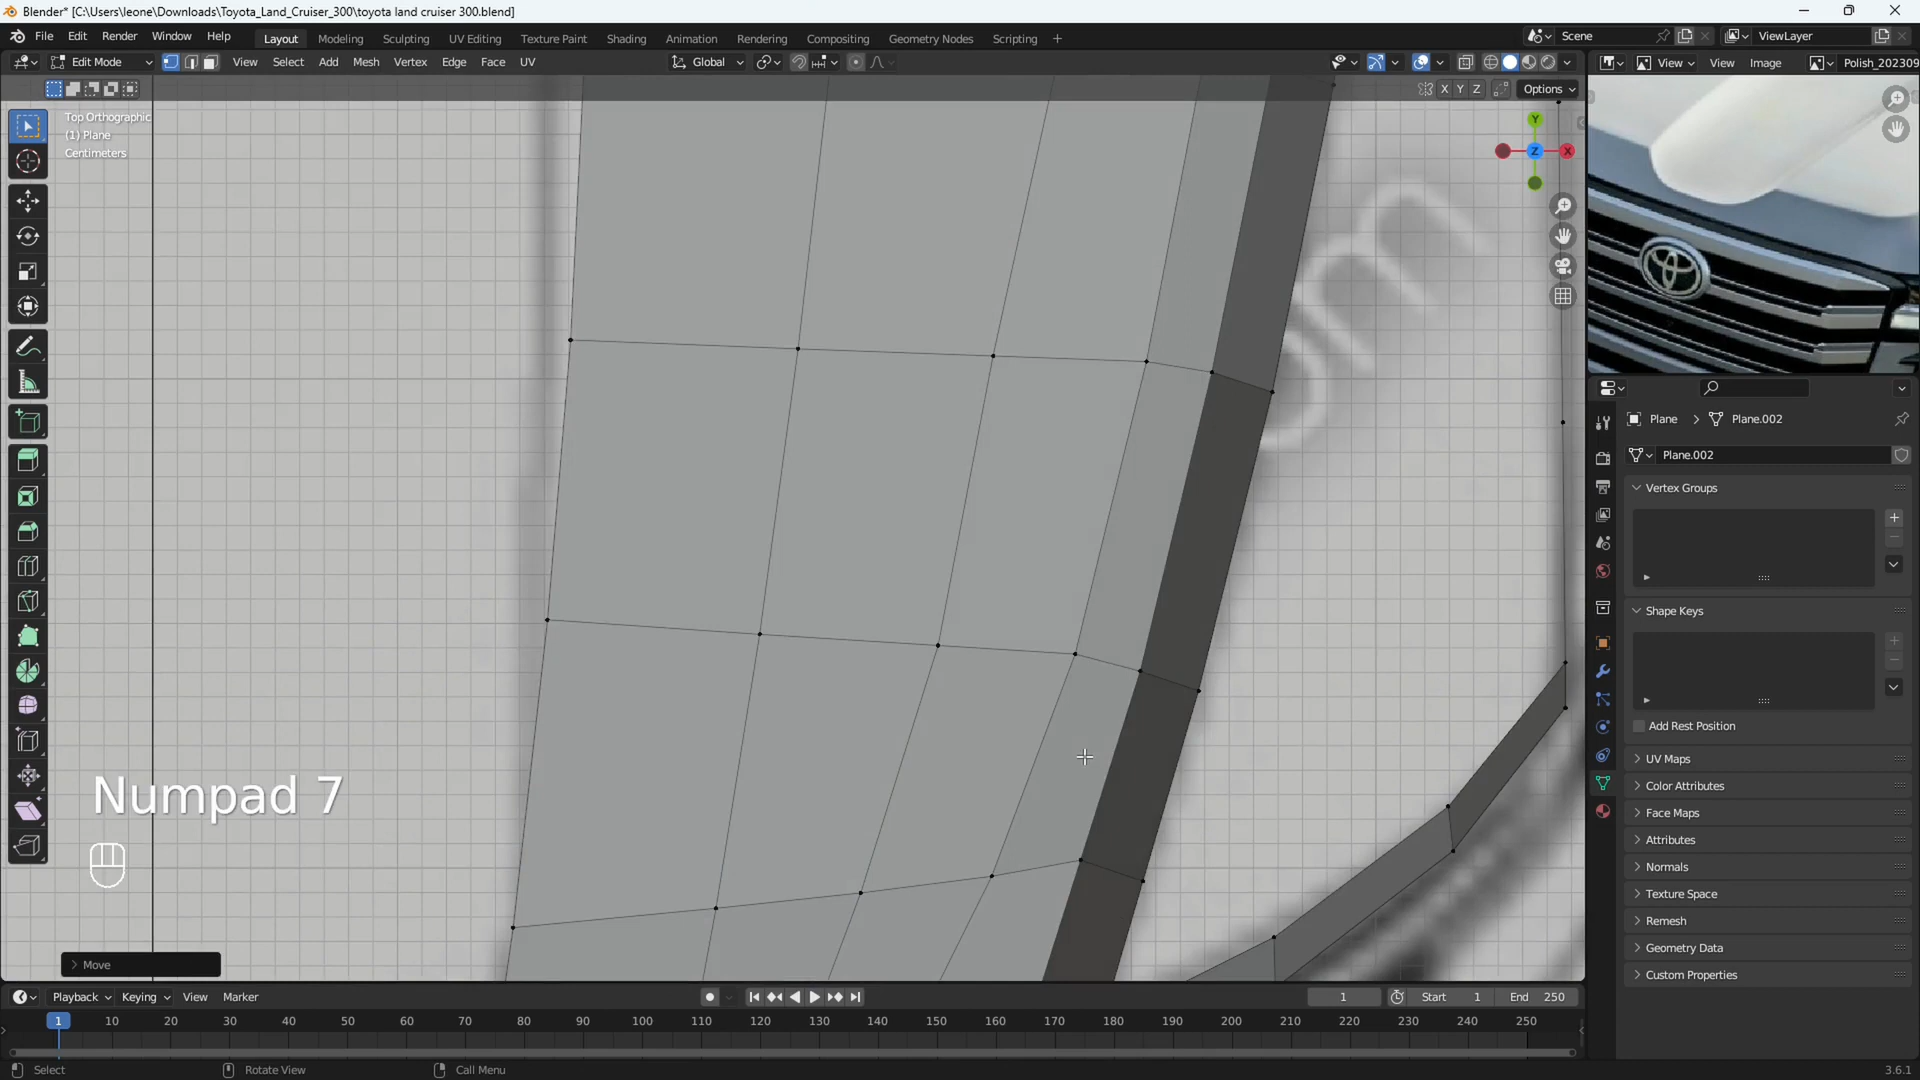 Blender* [C:\Users\leone\Downloads\Toyota_Land_Cruiser_300\toyota land cruiser 300.blend]
File Edit Render Window Help Layout Modeling Sculpting UV Editing Texture Paint Shading Animation Rendering Compositing Geometry Nodes Scripting + Scene ViewLayer
Edit Mode View Select Add Mesh Vertex Edge Face UV Global View View Image Polish_202309
X Y Z Options
Top Orthographic
(1) Plane
Centimeters
Y
Z X
om
Plane > Plane.002
Plane.002
Vertex Groups
Shape Keys
Add Rest Position
UV Maps
Color Attributes
Face Maps
Attributes
Normals
Texture Space
Remesh
Geometry Data
Custom Properties
Numpad 7
> Move
Playback Keying View Marker 1 Start 1 End 250
1 10 20 30 40 50 60 70 80 90 100 110 120 130 140 150 160 170 180 190 200 210 220 230 240 250
Select Rotate View Call Menu 3.6.1